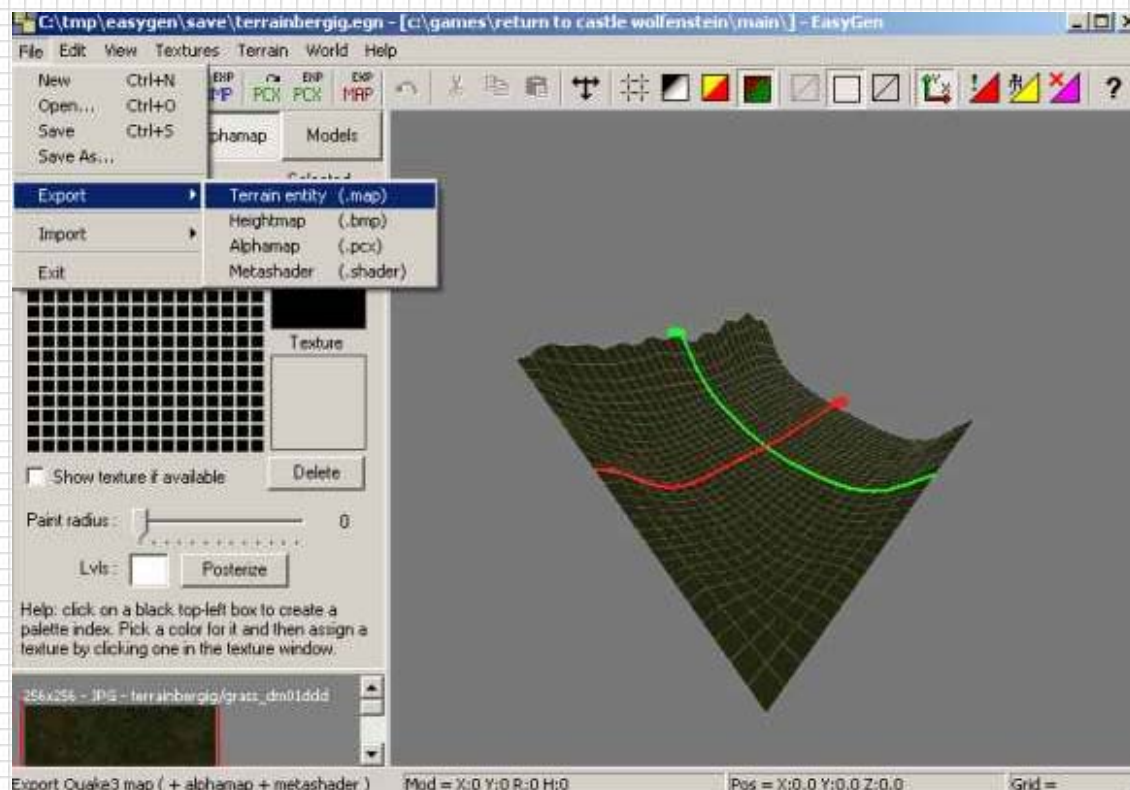 C:\tmp\easygen\save\terrainbergig.egn - [c:\games\return to castle wolfenstein\main\] - EasyGen
File Edit View Textures Terrain World Help
New Ctrl+N
Open... Ctrl+O
Save Ctrl+S
Save As...
Export
Import
Exit
EXP PCX EXP PCX MAP
phamap Models
Terrain entity (.map)
Heightmap (.bmp)
Alphamap (.pcx)
Metashader (.shader)
Texture
Show texture if available Delete
Paint radius : 0
Lvls : Posterize
Help: click on a black top-left box to create a
palette index. Pick a color for it and then assign a
texture by clicking one in the texture window.
256x256 - JPG - terrainbergig/grass_dm01ddd
Export Quake3 map ( + alphamap + metashader ) Mod = X:0 Y:0 R:0 H:0 Pos = X:0.0 Y:0.0 Z:0.0 Grid =